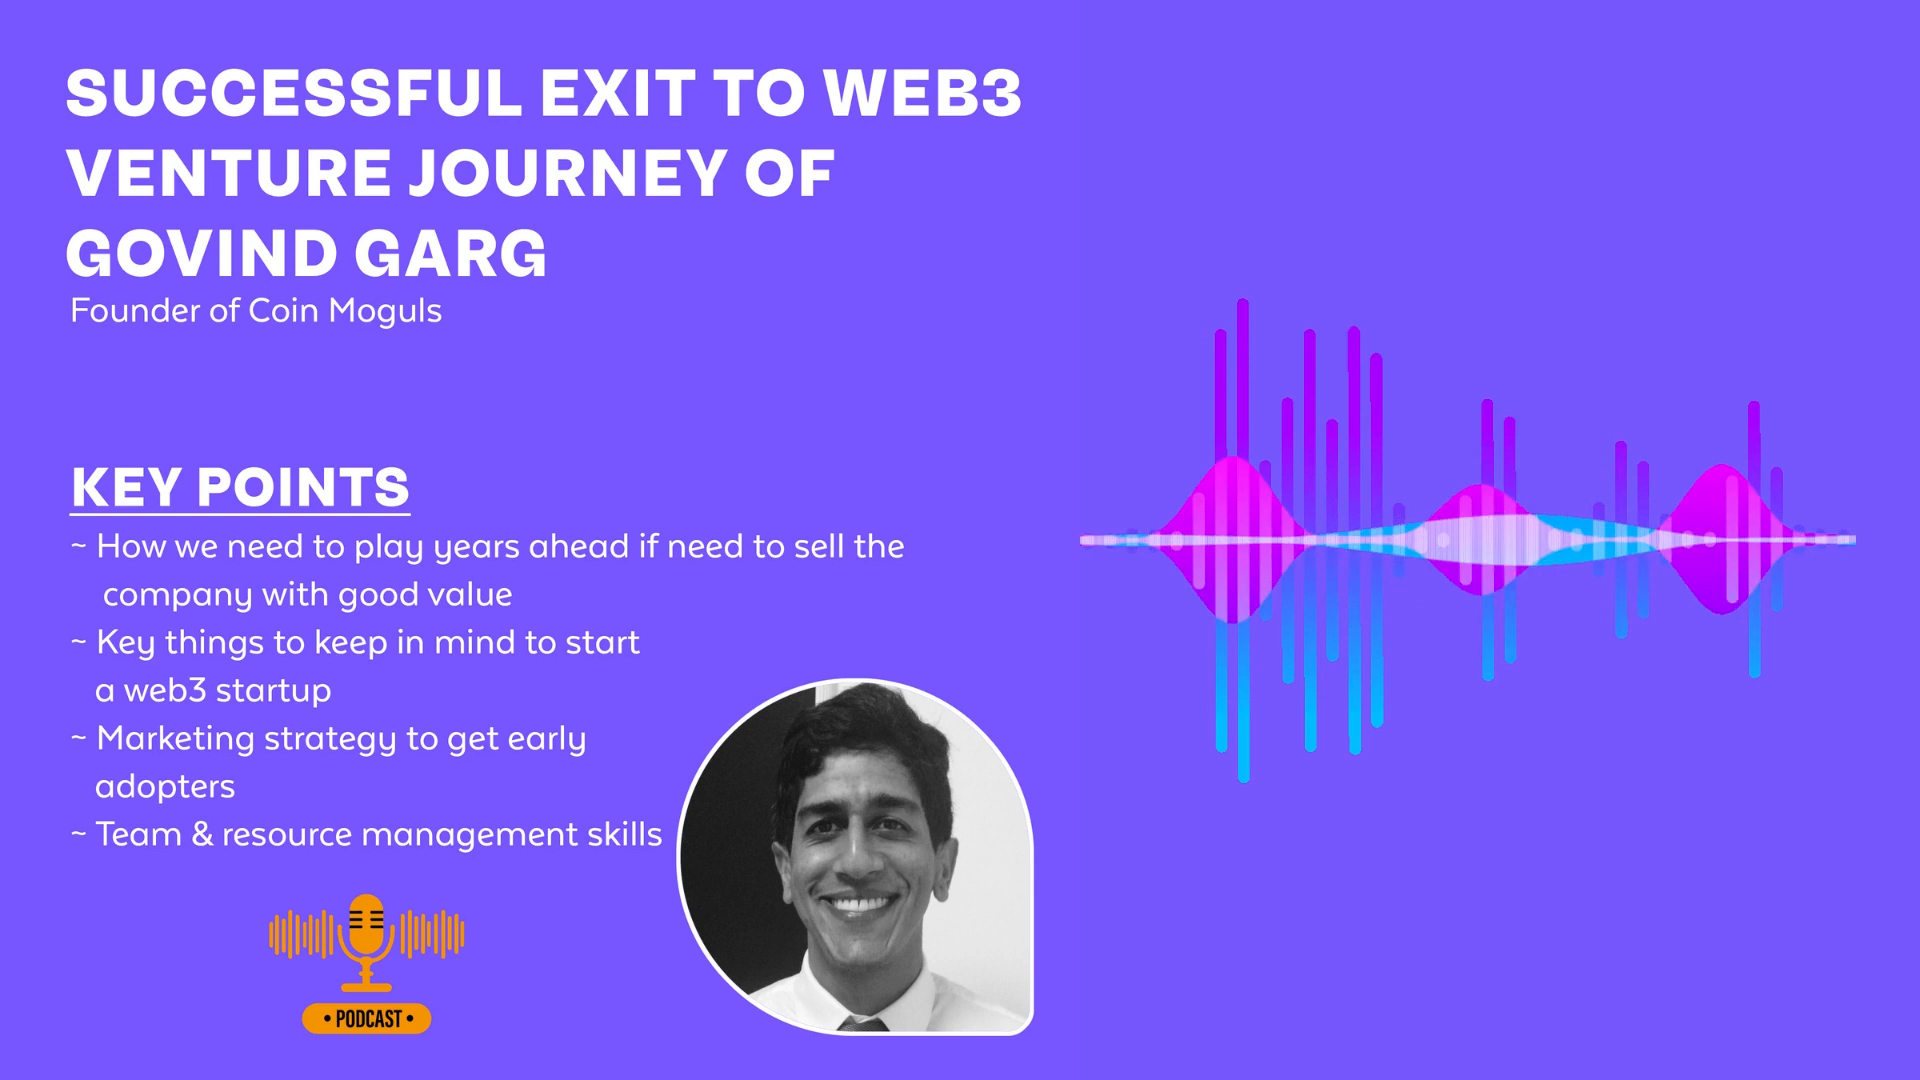 SUCCESSFUL EXIT TO WEB3
VENTURE JOURNEY OF
GOVIND GARG
Founder of Coin Moguls
KEY POINTS
~ How we need to play years ahead if need to sell the
company with good value
~ Key things to keep in mind to start
a web3 startup
~ Marketing strategy to get early
adopters
~ Team & resource management skills
• PODCAST •